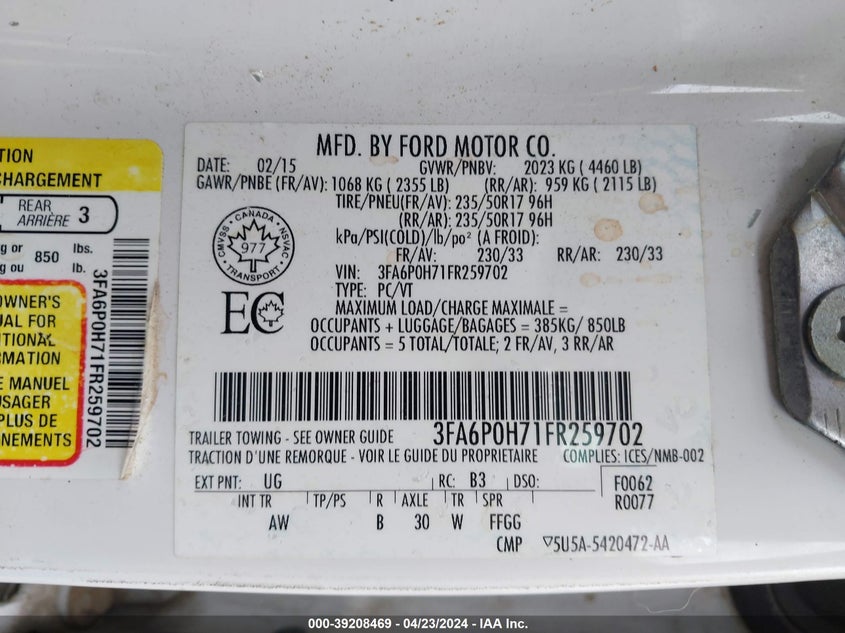 TION
CHARGEMENT
REAR
ARRIÈRE 3
g or 850 lbs.
g ou lb.
OWNER'S
UAL FOR
TIONAL
RMATION
E MANUEL
USAGER
PLUS DE
GNEMENTS
3FA6P0H71FR259702
MFD. BY FORD MOTOR CO.
DATE: 02/15 GVWR/PNBV: 2023 KG ( 4460 LB)
GAWR/PNBE (FR/AV): 1068 KG ( 2355 LB) (RR/AR): 959 KG ( 2115 LB)
TIRE/PNEU(FR/AV): 235/50R17 96H
(RR/AR): 235/50R17 96H
kPa/PSI(COLD)/lb/po² (A FROID):
FR/AV: 230/33 RR/AR: 230/33
VIN: 3FA6P0H71FR259702
TYPE: PC/VT
MAXIMUM LOAD/CHARGE MAXIMALE =
OCCUPANTS + LUGGAGE/BAGAGES = 385KG/ 850LB
OCCUPANTS = 5 TOTAL/TOTALE; 2 FR/AV, 3 RR/AR
CMVSS • CANADA • NSVAC
977
TRANSPORT
EC
3FA6P0H71FR259702
TRAILER TOWING - SEE OWNER GUIDE
TRACTION D'UNE REMORQUE - VOIR LE GUIDE DU PROPRIETAIRE COMPLIES: ICES/NMB-002
EXT PNT: UG RC: B3 DSO: F0062
INT TR TP/PS R AXLE TR SPR R0077
AW B 30 W FFGG
CMP ▽5U5A-5420472-AA
000-39208469 - 04/23/2024 - IAA Inc.